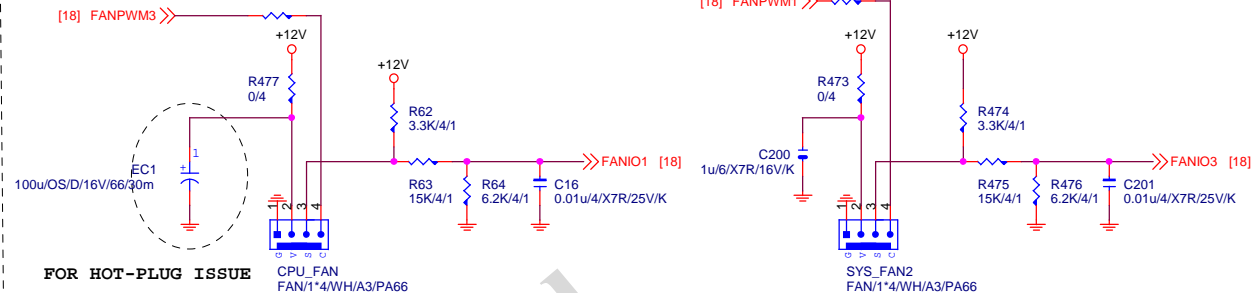 [18] FANPWM3
+12V
R477
0/4
+12V
R62
3.3K/4/1
1
EC1
100u/OS/D/16V/66/30m
FANIO1 [18]
R63
15K/4/1
R64
6.2K/4/1
C16
0.01u/4/X7R/25V/K
1
2
3
4
G
V
S
C
FOR HOT-PLUG ISSUE
CPU_FAN
FAN/1*4/WH/A3/PA66
[18] FANPWM1
+12V
R473
0/4
+12V
R474
3.3K/4/1
C200
1u/6/X7R/16V/K
FANIO3 [18]
R475
15K/4/1
R476
6.2K/4/1
C201
0.01u/4/X7R/25V/K
1
2
3
4
G
V
S
C
SYS_FAN2
FAN/1*4/WH/A3/PA66